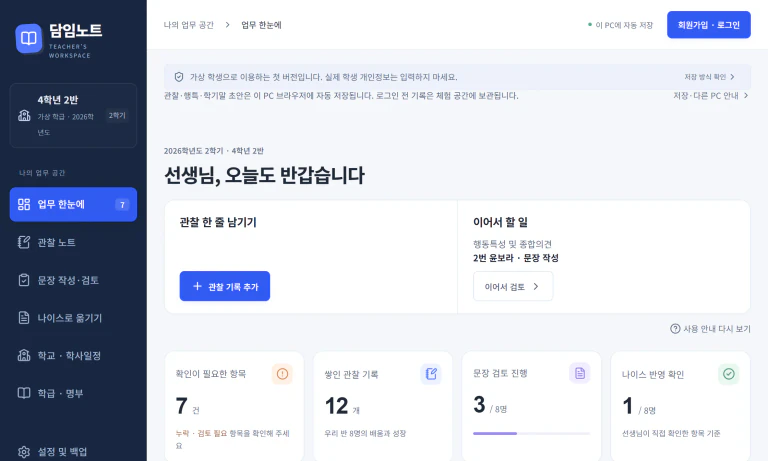 담임노트
TEACHER'S
WORKSPACE
4학년 2반
가상 학급 · 2026학
년도
2학기
나의 업무 공간
업무 한눈에
7
관찰 노트
문장 작성·검토
나이스로 옮기기
학교 · 학사일정
학급 · 명부
설정 및 백업
나의 업무 공간
업무 한눈에
이 PC에 자동 저장
회원가입 · 로그인
가상 학생으로 이용하는 첫 버전입니다. 실제 학생 개인정보는 입력하지 마세요.
저장 방식 확인
관찰·행특·학기말 초안은 이 PC 브라우저에 자동 저장됩니다. 로그인 전 기록은 체험 공간에 보관됩니다.
저장·다른 PC 안내
2026학년도 2학기 · 4학년 2반
선생님, 오늘도 반갑습니다
관찰 한 줄 남기기
관찰 기록 추가
이어서 할 일
행동특성 및 종합의견
2번 윤보라 · 문장 작성
이어서 검토
사용 안내 다시 보기
확인이 필요한 항목
7 건
누락 · 검토 필요 항목을 확인해 주세
요
쌓인 관찰 기록
12 개
우리 반 8명의 배움과 성장
문장 검토 진행
3 / 8명
나이스 반영 확인
1 / 8명
선생님이 직접 확인한 항목 기준